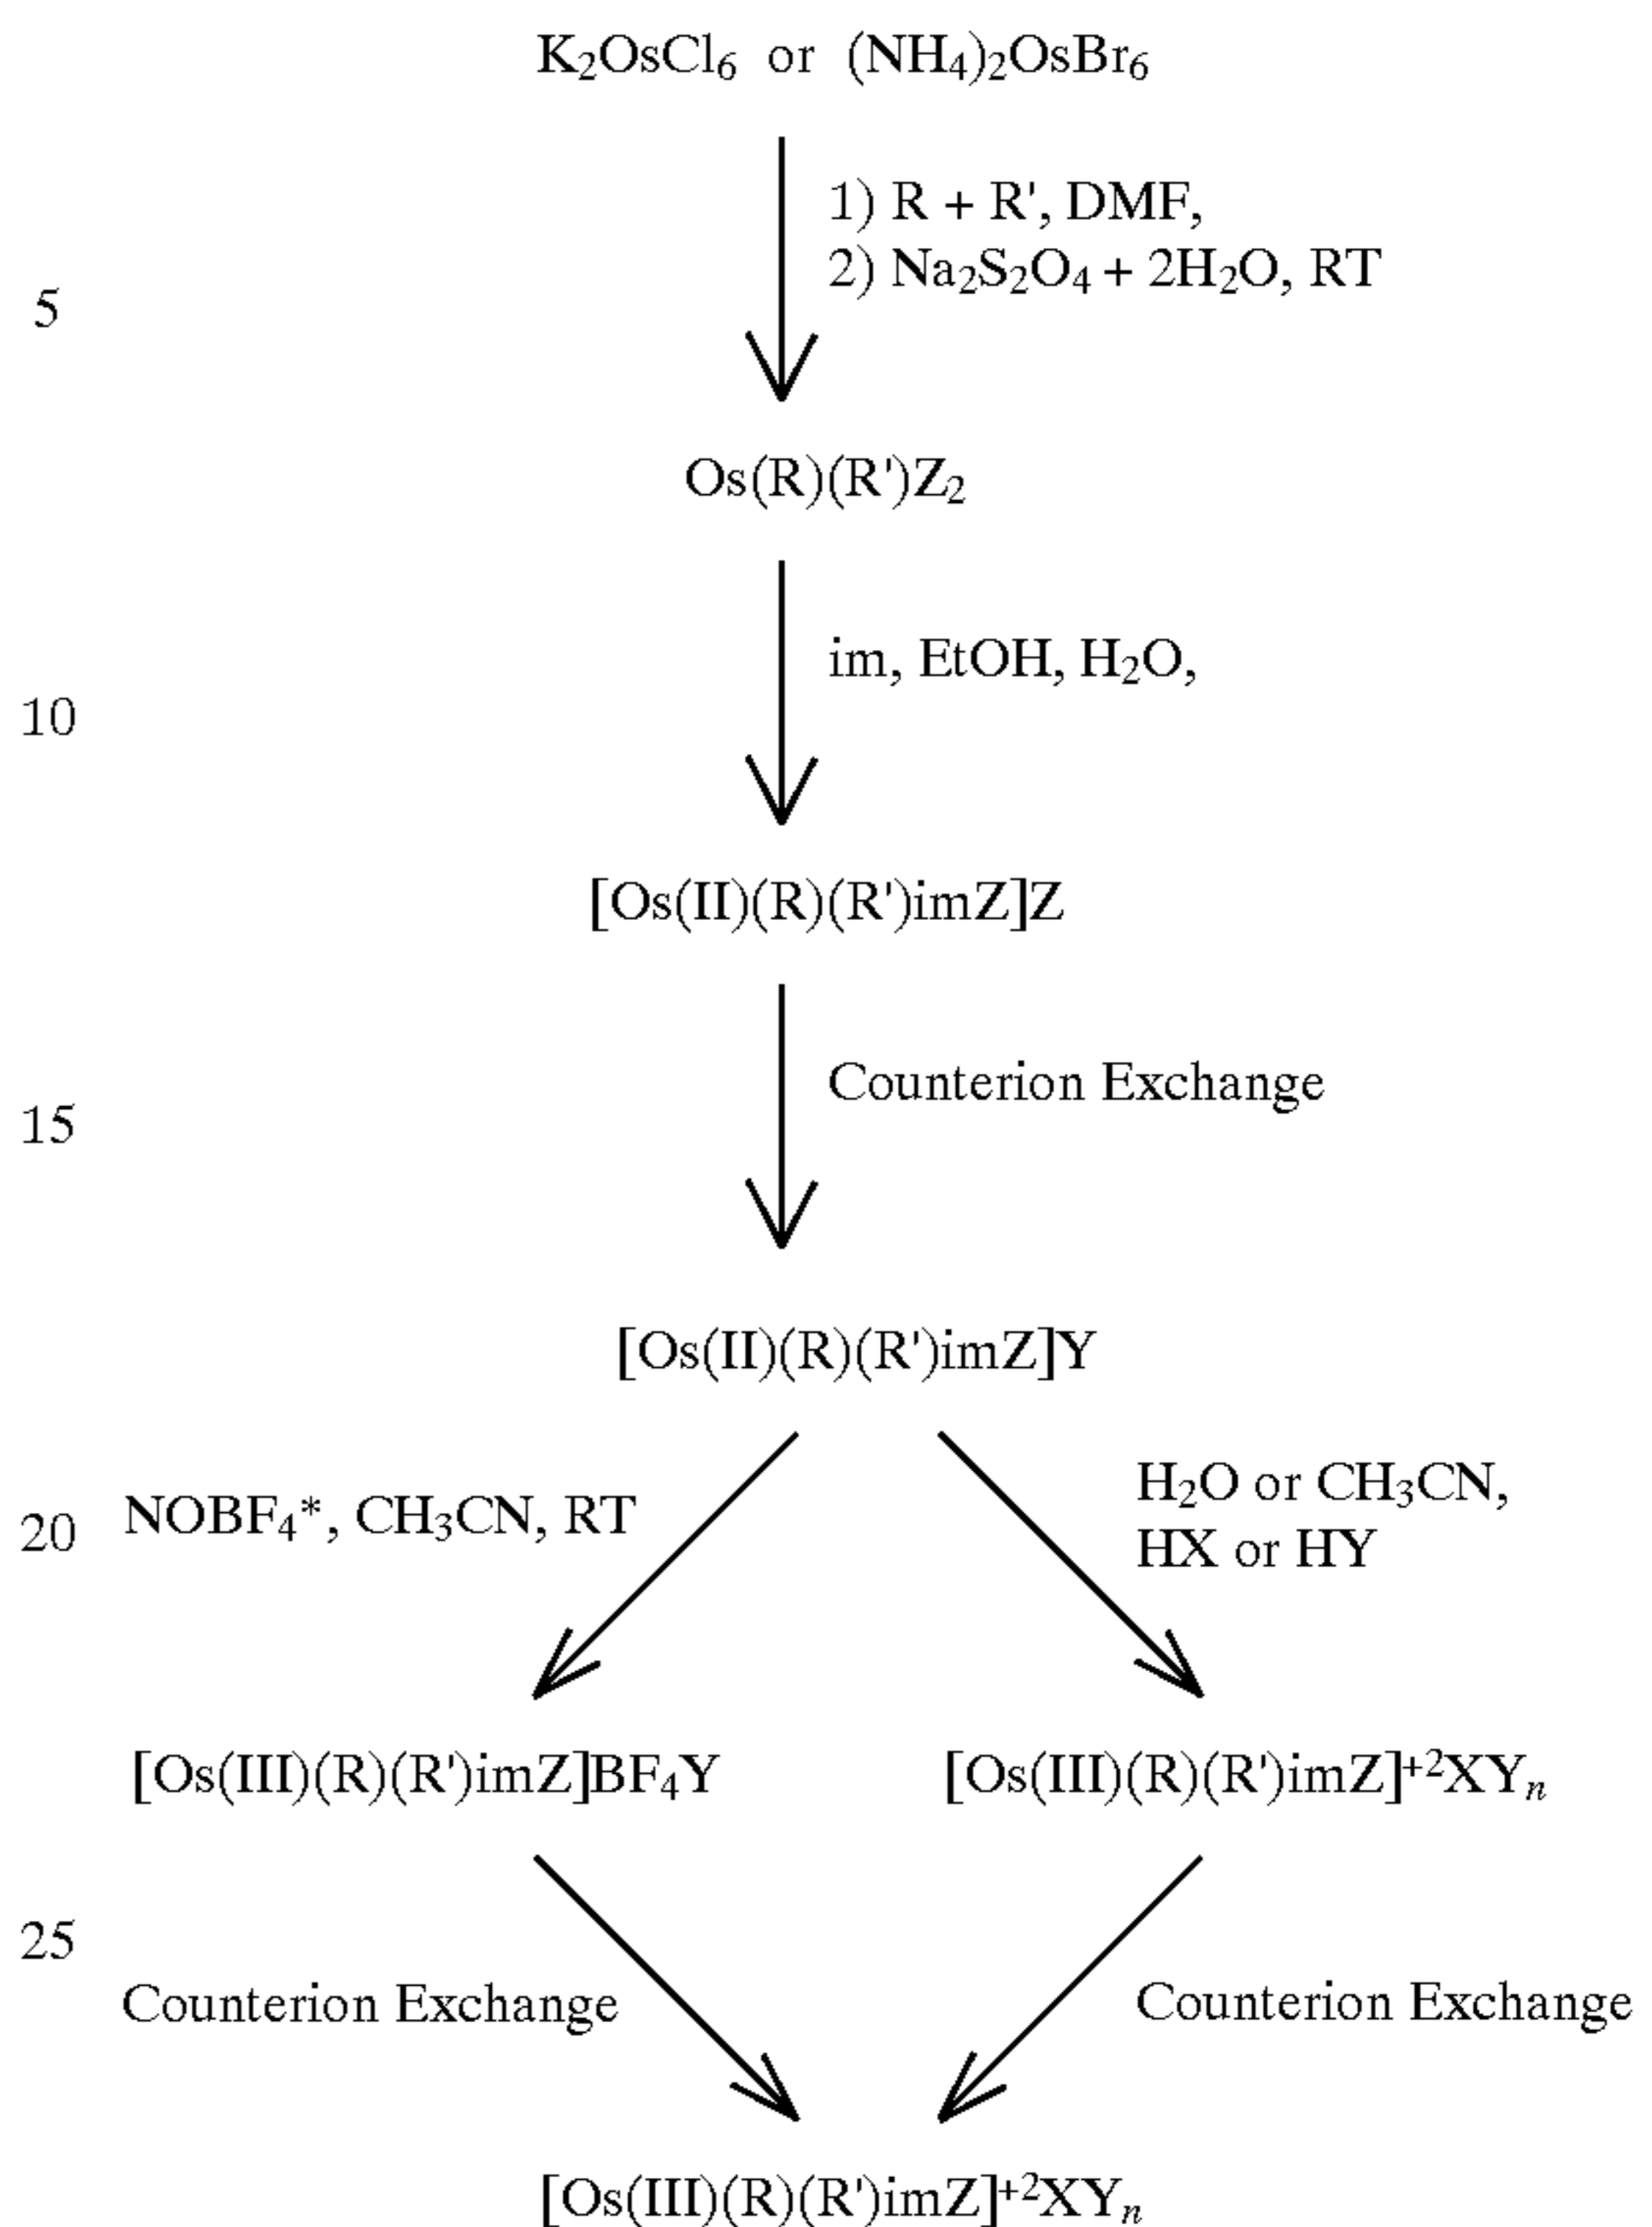 K₂OsCl₆ or (NH₄)₂OsBr₆
1) R + R', DMF,
2) Na₂S₂O₄ + 2H₂O, RT
5
Os(R)(R')Z₂
im, EtOH, H₂O,
10
[Os(II)(R)(R')imZ]Z
Counterion Exchange
15
[Os(II)(R)(R')imZ]Y
H₂O or CH₃CN,
HX or HY
20 NOBF₄*, CH₃CN, RT
[Os(III)(R)(R')imZ]BF₄Y [Os(III)(R)(R')imZ]⁺²XYₙ
25
Counterion Exchange Counterion Exchange
[Os(III)(R)(R')imZ]⁺²XYₙ